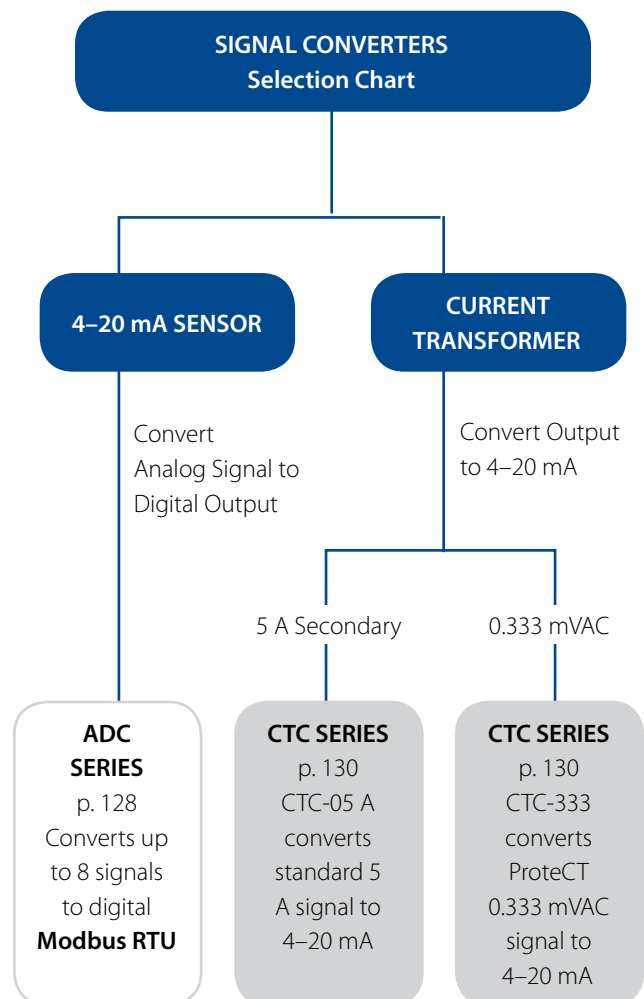 SIGNAL CONVERTERS
Selection Chart
4–20 mA SENSOR
CURRENT
TRANSFORMER
Convert
Analog Signal to
Digital Output
Convert Output
to 4–20 mA
5 A Secondary
0.333 mVAC
ADC
SERIES
p. 128
Converts up
to 8 signals
to digital
Modbus RTU
CTC SERIES
p. 130
CTC-05 A
converts
standard 5
A signal to
4–20 mA
CTC SERIES
p. 130
CTC-333
converts
ProteCT
0.333 mVAC
signal to
4–20 mA